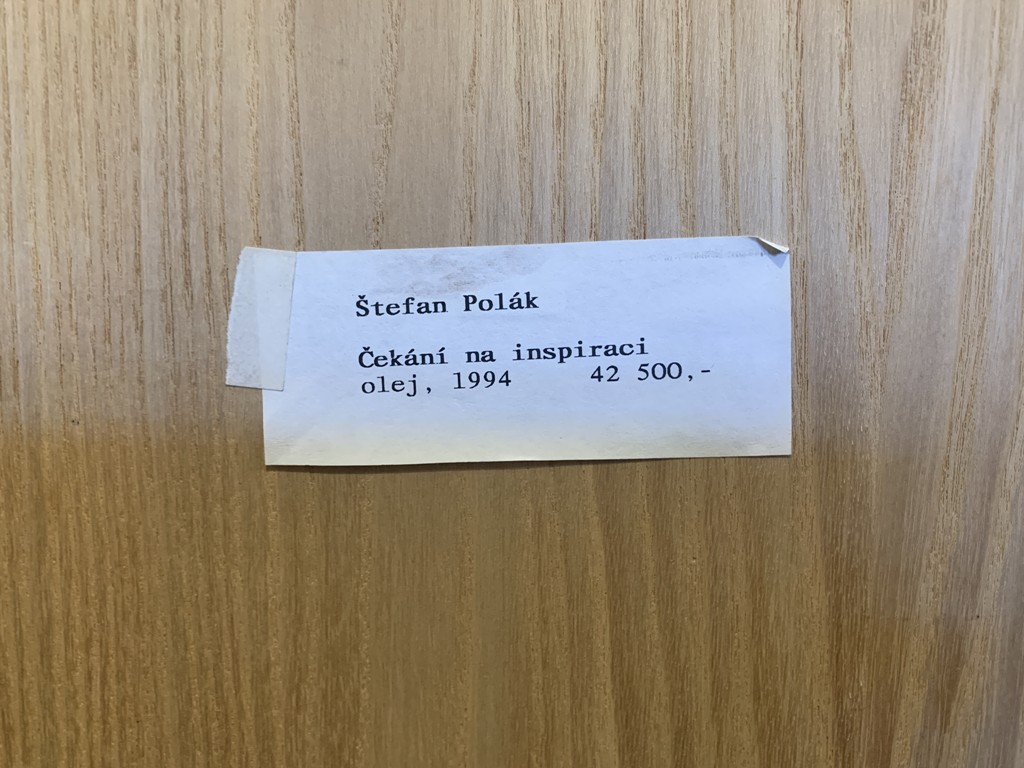 Štefan Polák
Čekání na inspiraci
olej, 1994 42 500,-